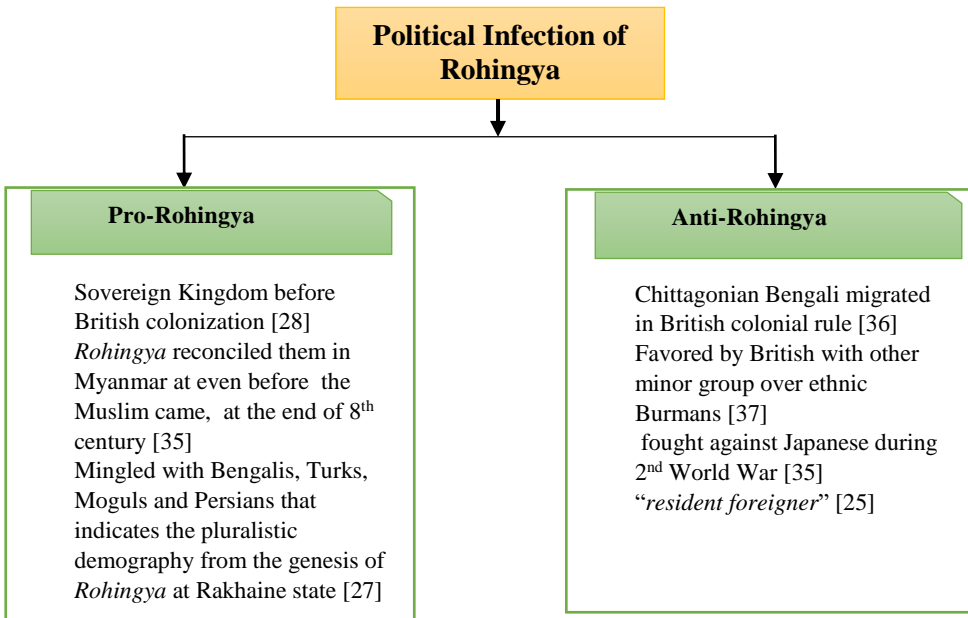 Political Infection of
Rohingya
Pro-Rohingya
Sovereign Kingdom before
British colonization [28]
Rohingya reconciled them in
Myanmar at even before the
Muslim came, at the end of 8th
century [35]
Mingled with Bengalis, Turks,
Moguls and Persians that
indicates the pluralistic
demography from the genesis of
Rohingya at Rakhaine state [27]
Anti-Rohingya
Chittagonian Bengali migrated
in British colonial rule [36]
Favored by British with other
minor group over ethnic
Burmans [37]
fought against Japanese during
2nd World War [35]
“resident foreigner” [25]